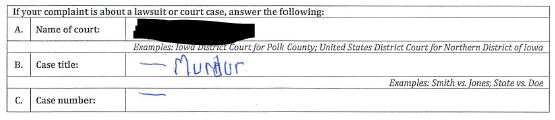 If your complaint is about a lawsuit or court case, answer the following:
A. Name of court:
Examples: Iowa District Court for Polk County; United States District Court for Northern District of Iowa
B. Case title: — Murdur
Examples: Smith vs. Jones; State vs. Doe
C. Case number: —